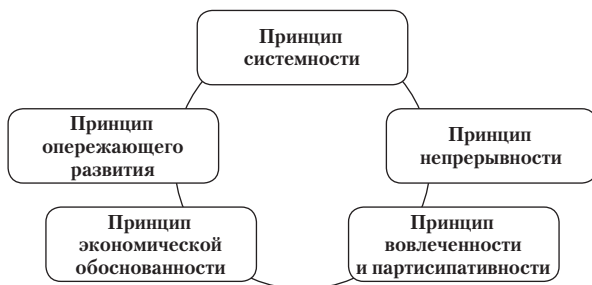 Принцип
системности
Принцип
опережающего
развития
Принцип
непрерывности
Принцип
экономической
обоснованности
Принцип
вовлеченности
и партисипативности